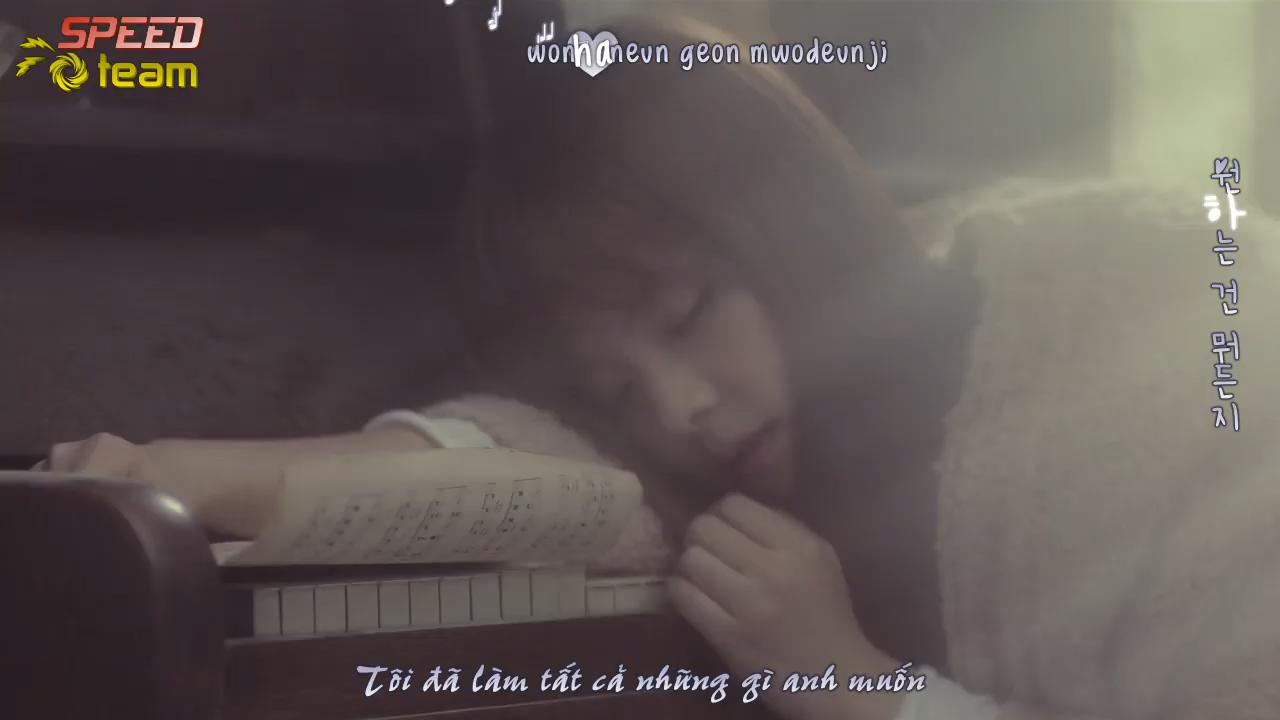 SPEED
team
wonhaneun geon mwodeunji
원하는 건 뭐든지
Tôi đã làm tất cả những gì anh muốn